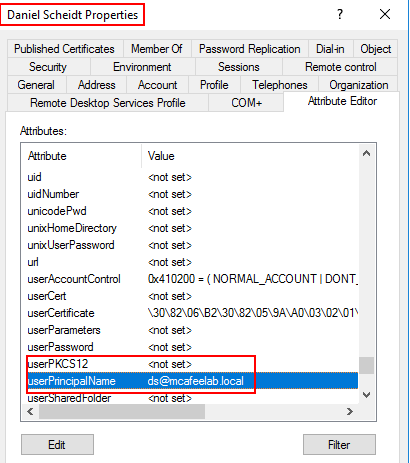 Daniel Scheidt Properties ? ×
Published Certificates Member Of Password Replication Dial-in Object
Security Environment Sessions Remote control
General Address Account Profile Telephones Organization
Remote Desktop Services Profile COM+ Attribute Editor
Attributes:
Attribute Value
uid <not set>
uidNumber <not set>
unicodePwd <not set>
unixHomeDirectory <not set>
unixUserPassword <not set>
url <not set>
userAccountControl 0x410200 = ( NORMAL_ACCOUNT | DONT_
userCert <not set>
userCertificate \30\82\06\B2\30\82\05\9A\A0\03\02\01\
userParameters <not set>
userPassword <not set>
userPKCS12 <not set>
userPrincipalName ds@mcafeelab.local
userSharedFolder <not set>
Edit Filter